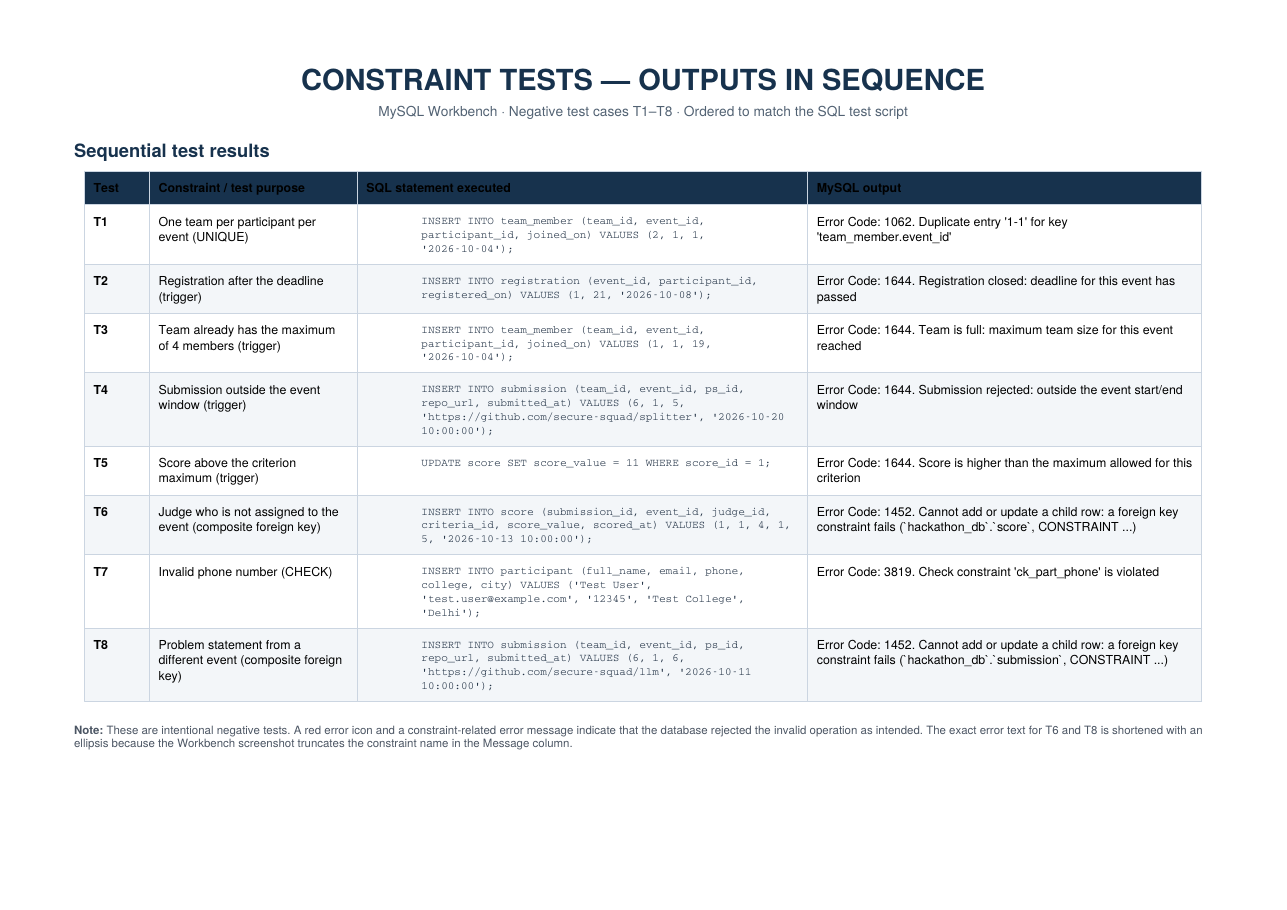 CONSTRAINT TESTS — OUTPUTS IN SEQUENCE
MySQL Workbench · Negative test cases T1–T8 · Ordered to match the SQL test script
Sequential test results
Test Constraint / test purpose SQL statement executed MySQL output
T1
One team per participant per
event (UNIQUE)
INSERT INTO team_member (team_id, event_id,
participant_id, joined_on) VALUES (2, 1, 1,
'2026-10-04');
Error Code: 1062. Duplicate entry '1-1' for key
'team_member.event_id'
T2
Registration after the deadline
(trigger)
INSERT INTO registration (event_id, participant_id,
registered_on) VALUES (1, 21, '2026-10-08');
Error Code: 1644. Registration closed: deadline for this event has
passed
T3
Team already has the maximum
of 4 members (trigger)
INSERT INTO team_member (team_id, event_id,
participant_id, joined_on) VALUES (1, 1, 19,
'2026-10-04');
Error Code: 1644. Team is full: maximum team size for this event
reached
T4
Submission outside the event
window (trigger)
INSERT INTO submission (team_id, event_id, ps_id,
repo_url, submitted_at) VALUES (6, 1, 5,
'https://github.com/secure-squad/splitter', '2026-10-20
10:00:00');
Error Code: 1644. Submission rejected: outside the event start/end
window
T5
Score above the criterion
maximum (trigger)
UPDATE score SET score_value = 11 WHERE score_id = 1;
Error Code: 1644. Score is higher than the maximum allowed for this
criterion
T6
Judge who is not assigned to the
event (composite foreign key)
INSERT INTO score (submission_id, event_id, judge_id,
criteria_id, score_value, scored_at) VALUES (1, 1, 4, 1,
5, '2026-10-13 10:00:00');
Error Code: 1452. Cannot add or update a child row: a foreign key
constraint fails (`hackathon_db`.`score`, CONSTRAINT ...)
T7
Invalid phone number (CHECK)
INSERT INTO participant (full_name, email, phone,
college, city) VALUES ('Test User',
'test.user@example.com', '12345', 'Test College',
'Delhi');
Error Code: 3819. Check constraint 'ck_part_phone' is violated
T8
Problem statement from a
different event (composite foreign
key)
INSERT INTO submission (team_id, event_id, ps_id,
repo_url, submitted_at) VALUES (6, 1, 6,
'https://github.com/secure-squad/llm', '2026-10-11
10:00:00');
Error Code: 1452. Cannot add or update a child row: a foreign key
constraint fails (`hackathon_db`.`submission`, CONSTRAINT ...)
Note: These are intentional negative tests. A red error icon and a constraint-related error message indicate that the database rejected the invalid operation as intended. The exact error text for T6 and T8 is shortened with an
ellipsis because the Workbench screenshot truncates the constraint name in the Message column.